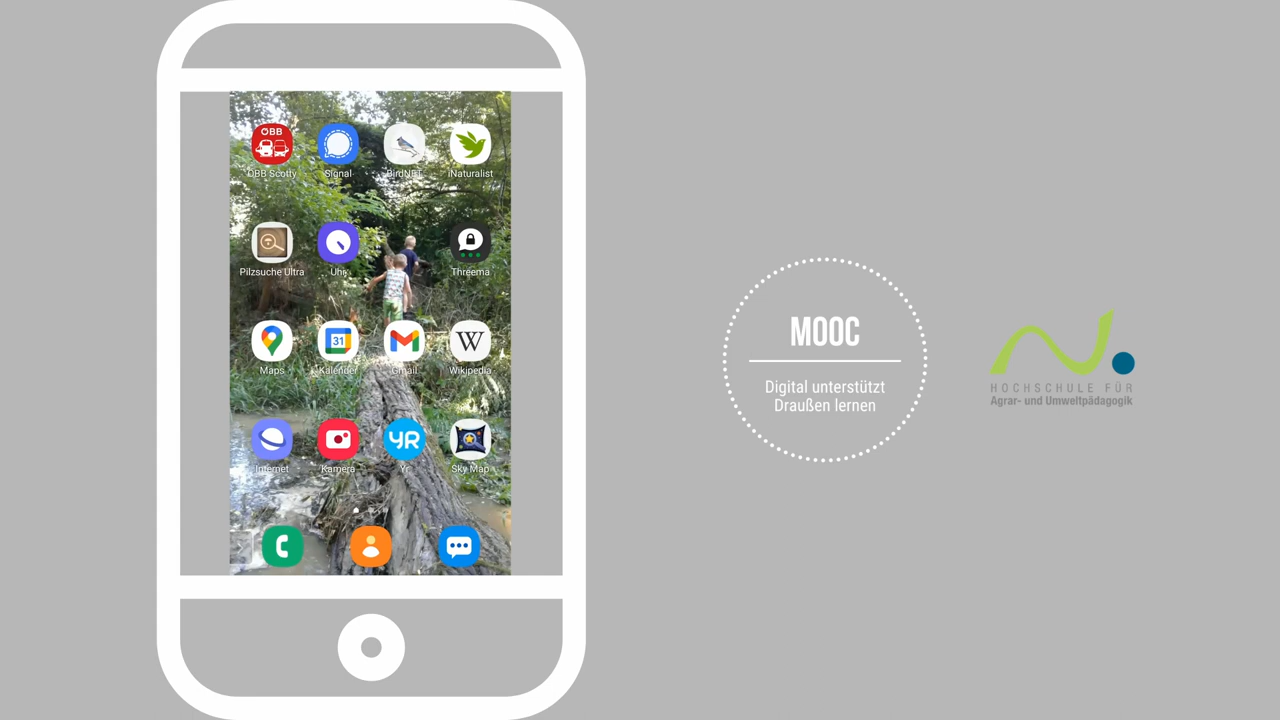 ÖBB
ÖBB Scotty
Signal
BirdNET
iNaturalist
Pilzsuche Ultra
Uhr
Threema
31
W
Maps
Kalender
Gmail
Wikipedia
YR
Internet
Kamera
Yr
Sky Map
MOOC
Digital unterstützt
Draußen lernen
HOCHSCHULE FÜR
Agrar- und Umweltpädagogik